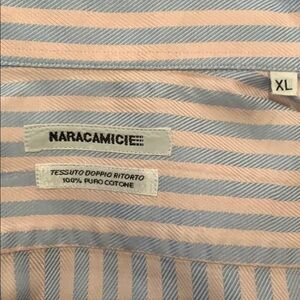 XL
NARACAMICIE
TESSUTO DOPPIO RITORTO
100% PURO COTONE